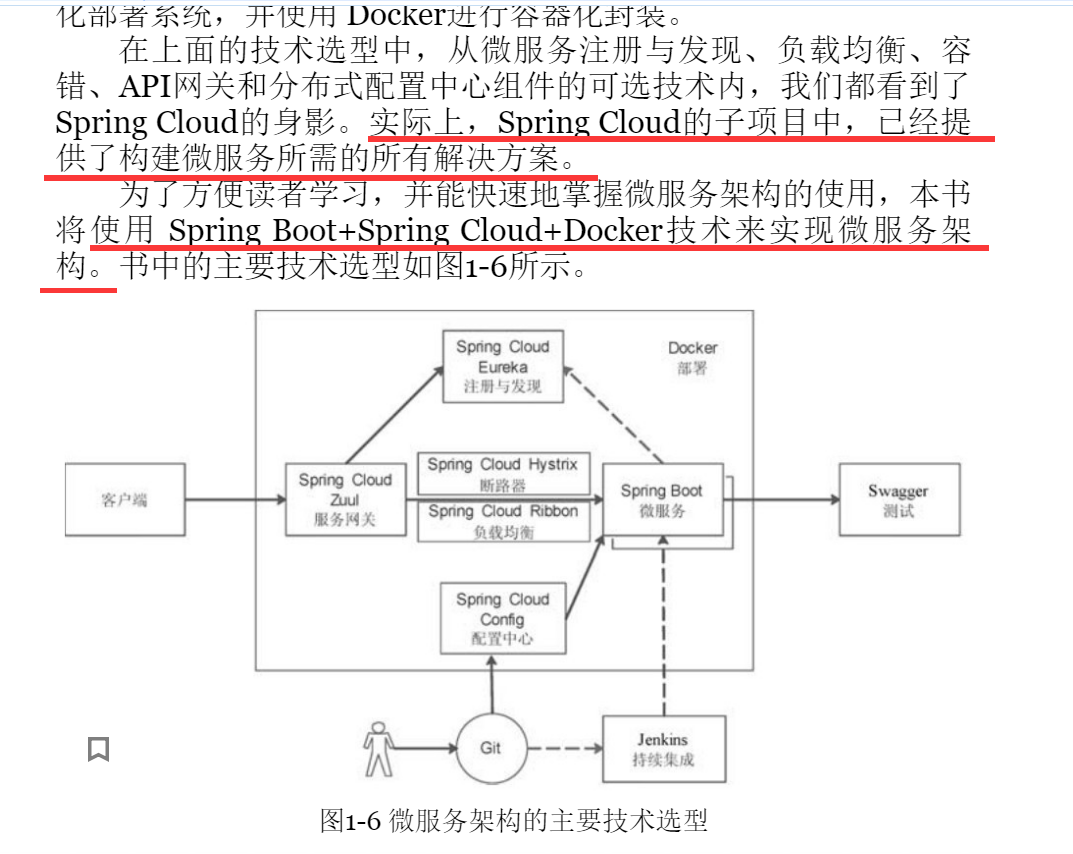 化部署系统，并使用 Docker进行容器化封装。
在上面的技术选型中，从微服务注册与发现、负载均衡、容
错、API网关和分布式配置中心组件的可选技术内，我们都看到了
Spring Cloud的身影。实际上，Spring Cloud的子项目中，已经提
供了构建微服务所需的所有解决方案。
为了方便读者学习，并能快速地掌握微服务架构的使用，本书
将使用 Spring Boot+Spring Cloud+Docker技术来实现微服务架
构。书中的主要技术选型如图1-6所示。
Spring Cloud
Eureka
注册与发现
Docker
部署
客户端
Spring Cloud
Zuul
服务网关
Spring Cloud Hystrix
断路器
Spring Cloud Ribbon
负载均衡
Spring Boot
微服务
Swagger
测试
Spring Cloud
Config
配置中心
Git
Jenkins
持续集成
图1-6 微服务架构的主要技术选型